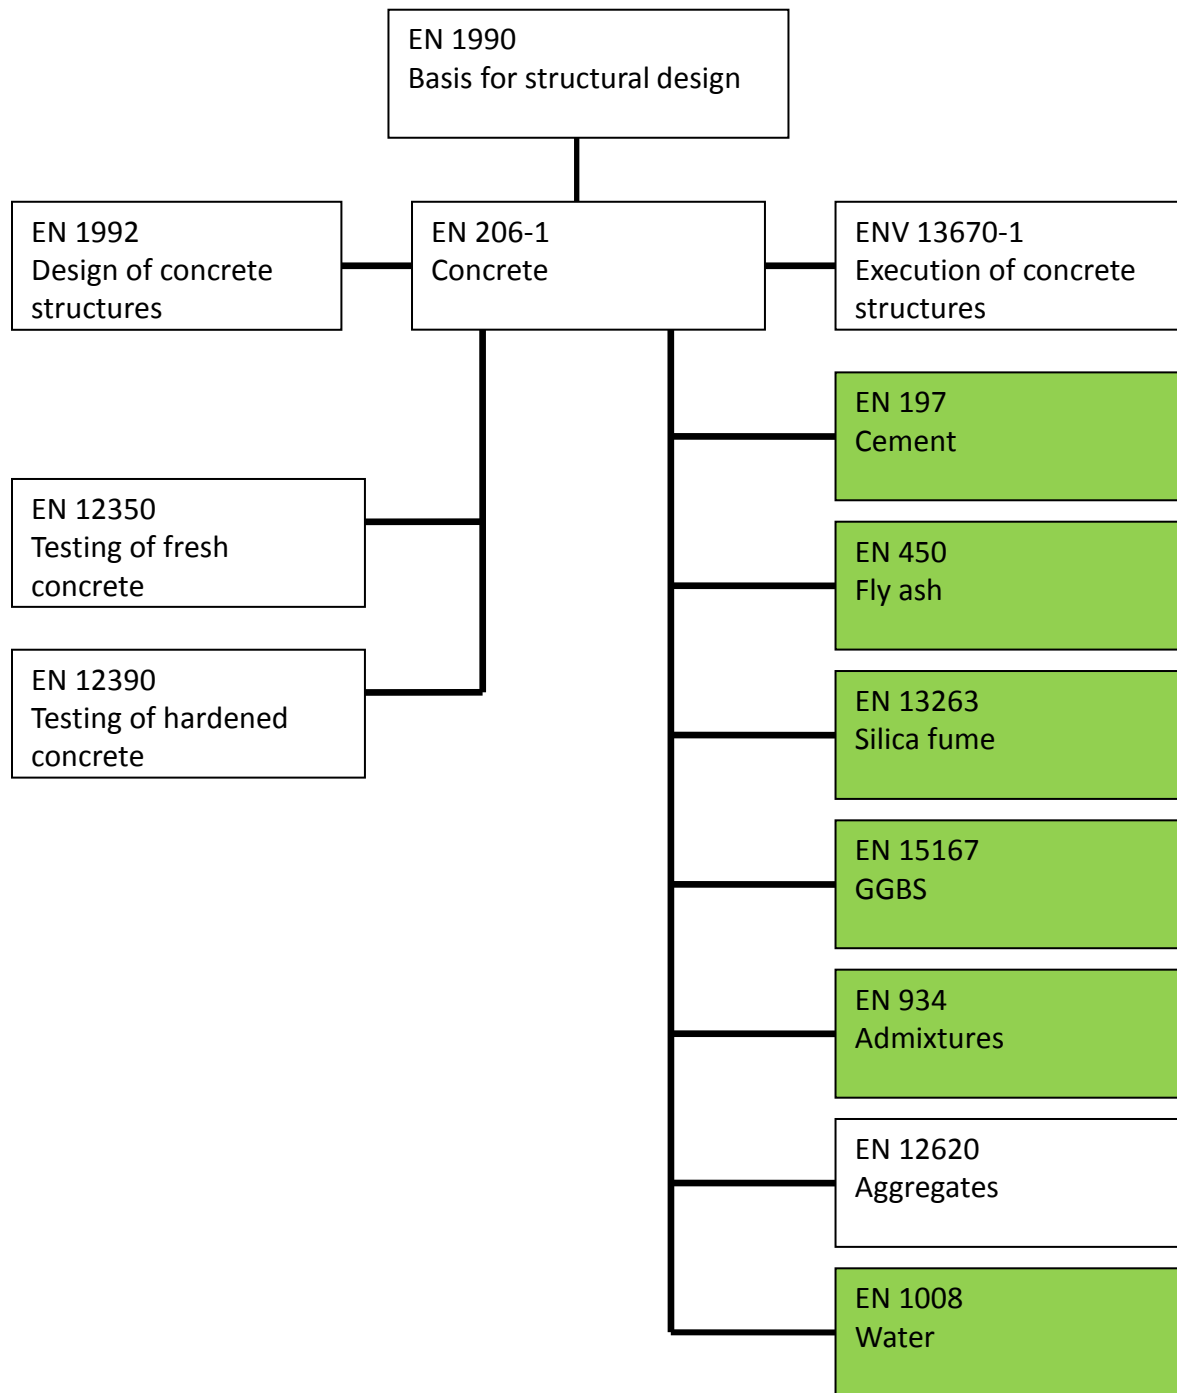 EN 1990
Basis for structural design
EN 1992
Design of concrete
structures
EN 206-1
Concrete
ENV 13670-1
Execution of concrete
structures
EN 197
Cement
EN 12350
Testing of fresh
concrete
EN 450
Fly ash
EN 12390
Testing of hardened
concrete
EN 13263
Silica fume
EN 15167
GGBS
EN 934
Admixtures
EN 12620
Aggregates
EN 1008
Water